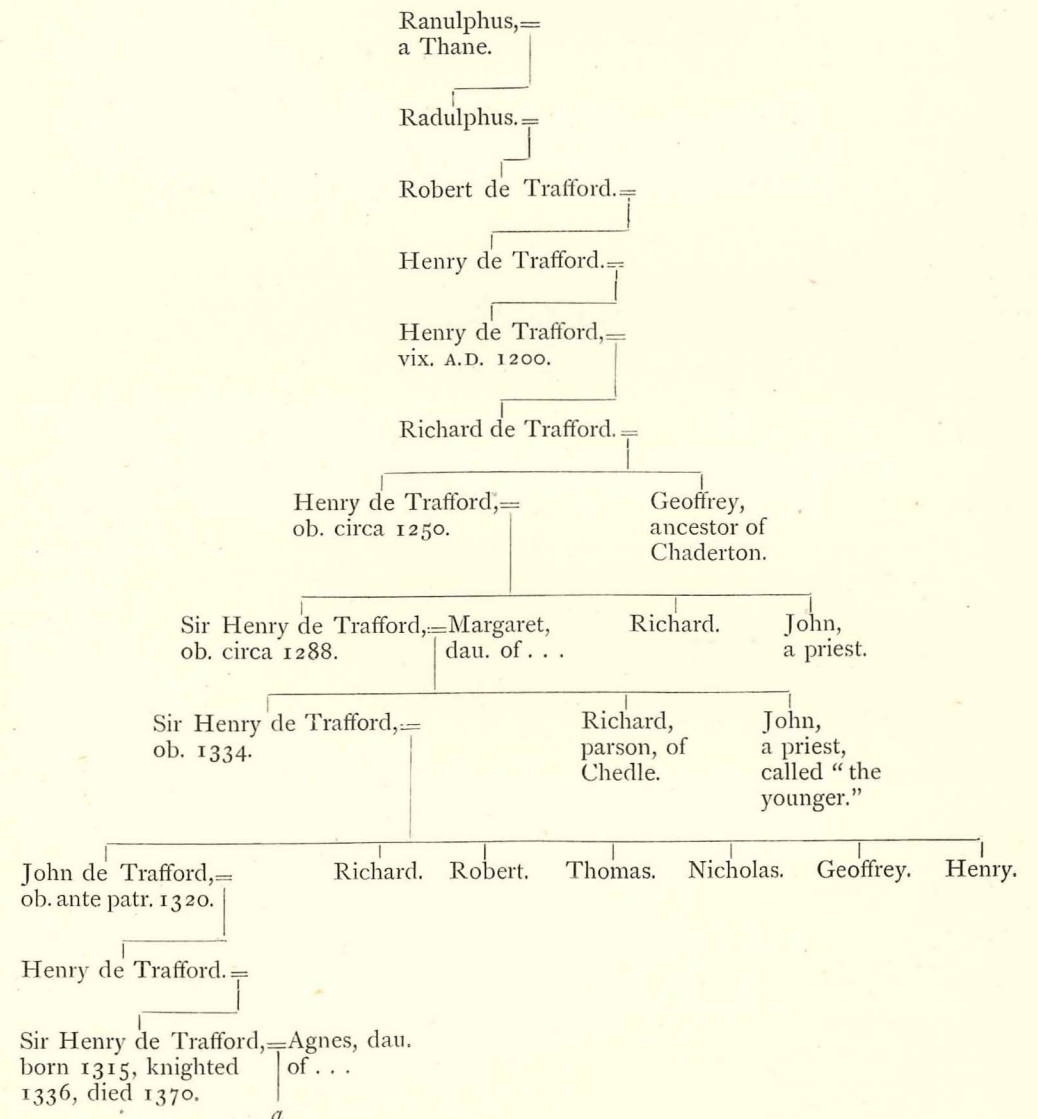 Ranulphus,=
a Thane.
Radulphus.=
Robert de Trafford.=
Henry de Trafford.=
Henry de Trafford,=
vix. A.D. 1200.
Richard de Trafford.=
Henry de Trafford,=
ob. circa 1250.
Geoffrey,
ancestor of
Chaderton.
Sir Henry de Trafford,=Margaret,
ob. circa 1288. dau. of . . .
Richard.
John,
a priest.
Sir Henry de Trafford,=
ob. 1334.
Richard,
parson, of
Chedle.
John,
a priest,
called “ the
younger.”
John de Trafford,=
ob. ante patr. 1320.
Richard. Robert. Thomas. Nicholas. Geoffrey. Henry.
Henry de Trafford.=
Sir Henry de Trafford,=Agnes, dau.
born 1315, knighted of . . .
1336, died 1370.
a